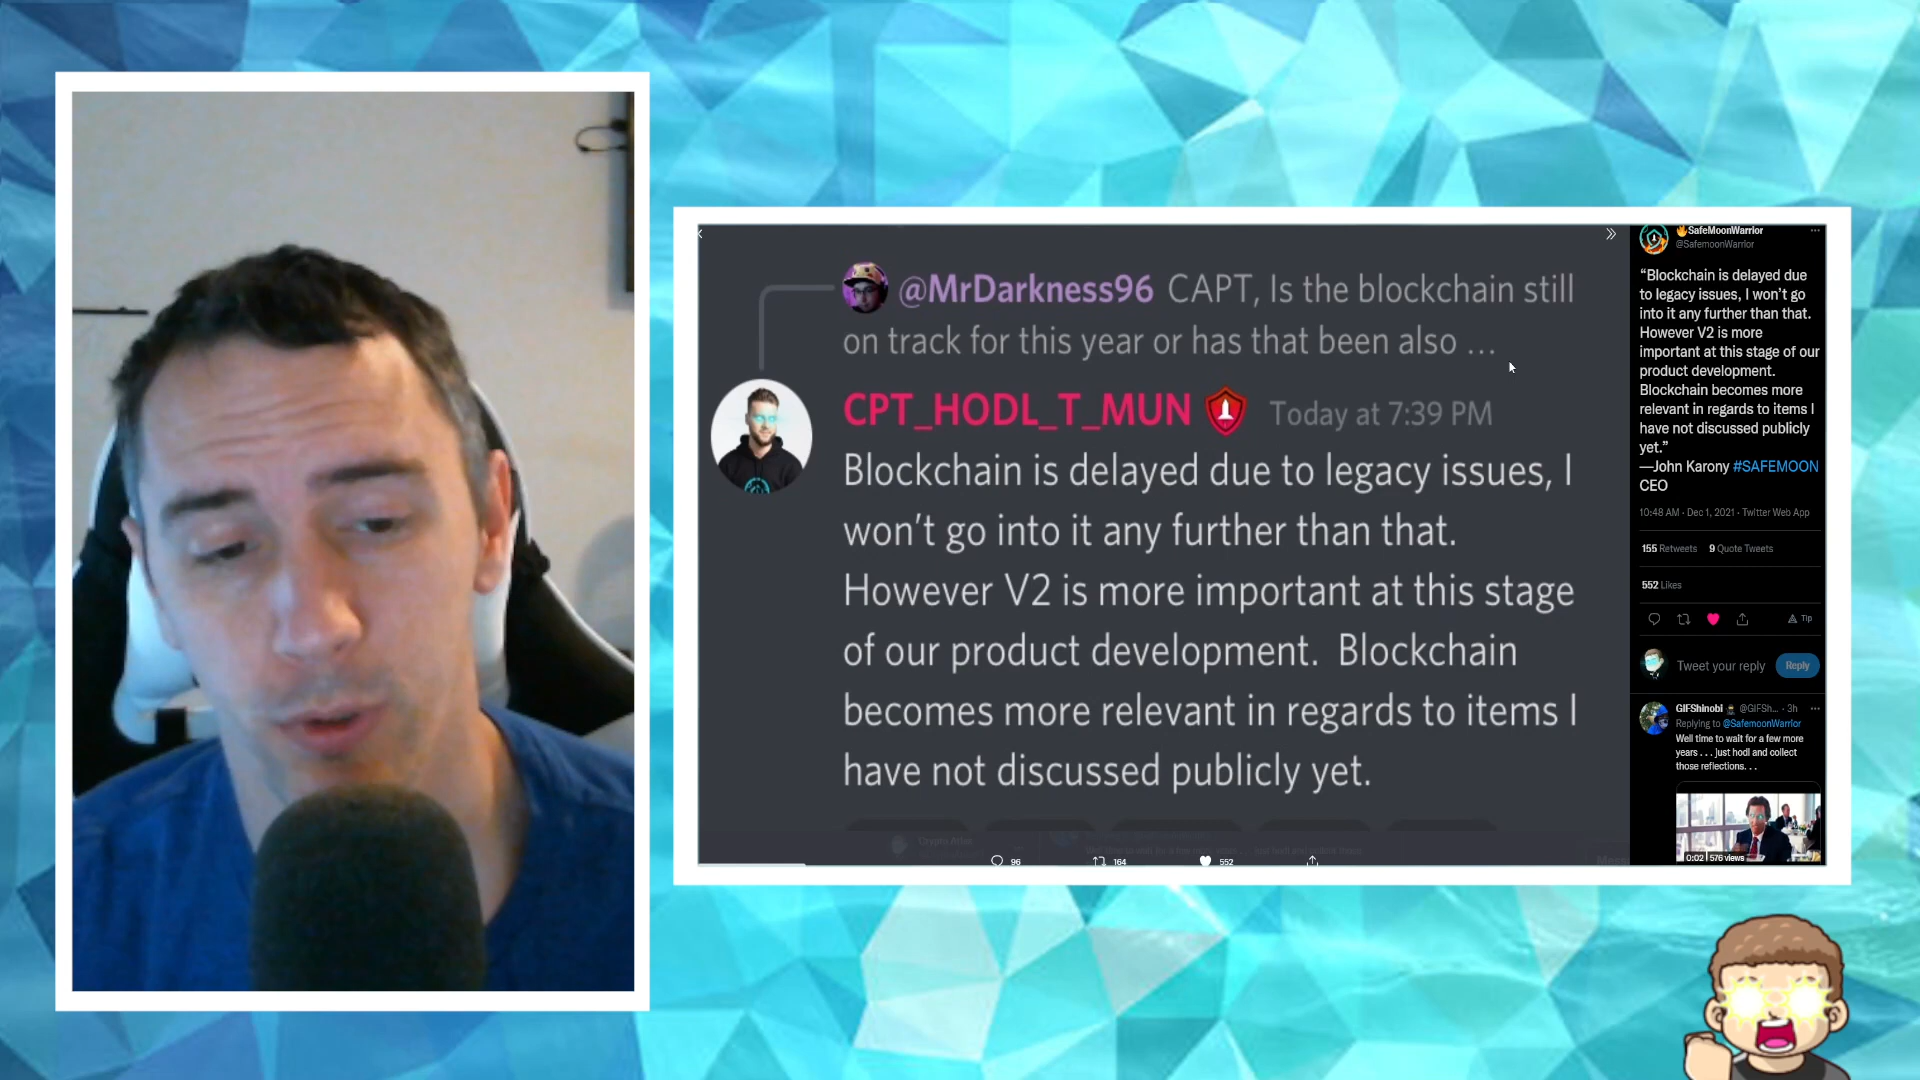 @MrDarkness96 CAPT, Is the blockchain still
on track for this year or has that been also ...
CPT_HODL_T_MUN Today at 7:39 PM
Blockchain is delayed due to legacy issues, I
won't go into it any further than that.
However V2 is more important at this stage
of our product development. Blockchain
becomes more relevant in regards to items I
have not discussed publicly yet.
96 164 552
SafeMoonWarrior
@SafemoonWarrior
“Blockchain is delayed due
to legacy issues, I won't go
into it any further than that.
However V2 is more
important at this stage of our
product development.
Blockchain becomes more
relevant in regards to items I
have not discussed publicly
yet.”
—John Karony #SAFEMOON
CEO
10:48 AM · Dec 1, 2021 · Twitter Web App
155 Retweets 9 Quote Tweets
552 Likes
Tip
Tweet your reply Reply
GIFShinobi @GIFSh... · 3h
Replying to @SafemoonWarrior
Well time to wait for a few more
years . . . just hodl and collect
those reflections. . .
0:02 | 576 views